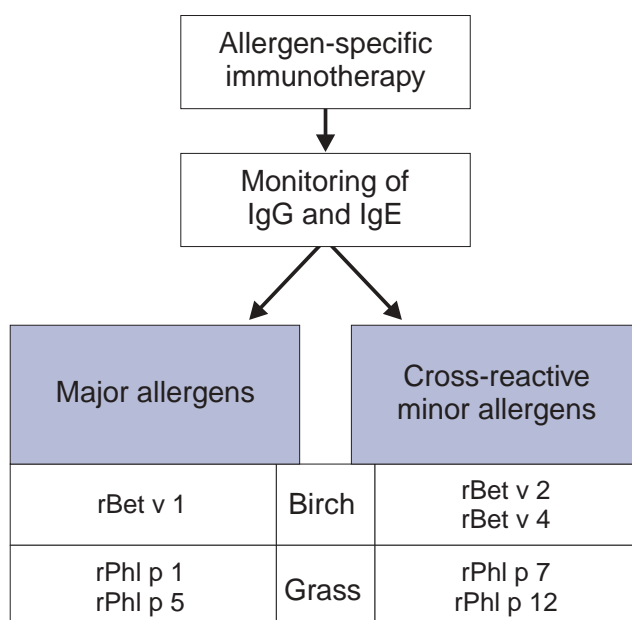 Allergen-specific
immunotherapy
Monitoring of
IgG and IgE
Major allergens
Cross-reactive
minor allergens
rBet v 1
Birch
rBet v 2
rBet v 4
rPhl p 1
rPhl p 5
Grass
rPhl p 7
rPhl p 12